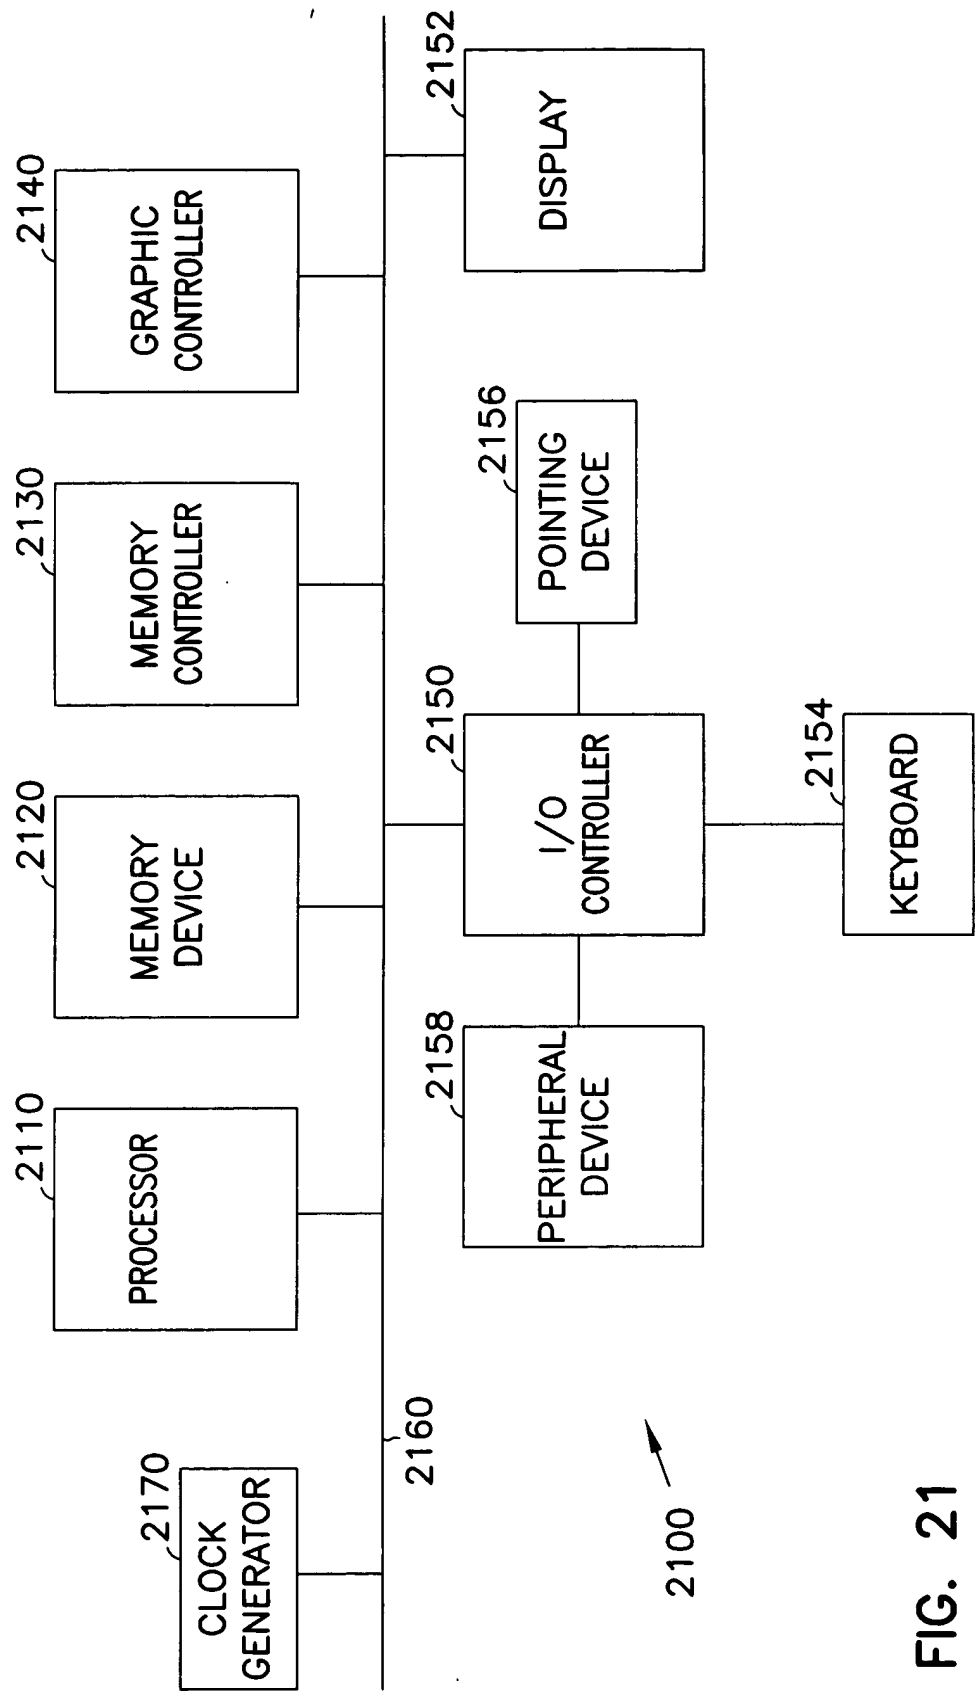 2170
CLOCK
GENERATOR
2110
PROCESSOR
2120
MEMORY
DEVICE
2130
MEMORY
CONTROLLER
2140
GRAPHIC
CONTROLLER
2160
2158
PERIPHERAL
DEVICE
2150
I/O
CONTROLLER
2156
POINTING
DEVICE
2152
DISPLAY
2154
KEYBOARD
2100
FIG. 21